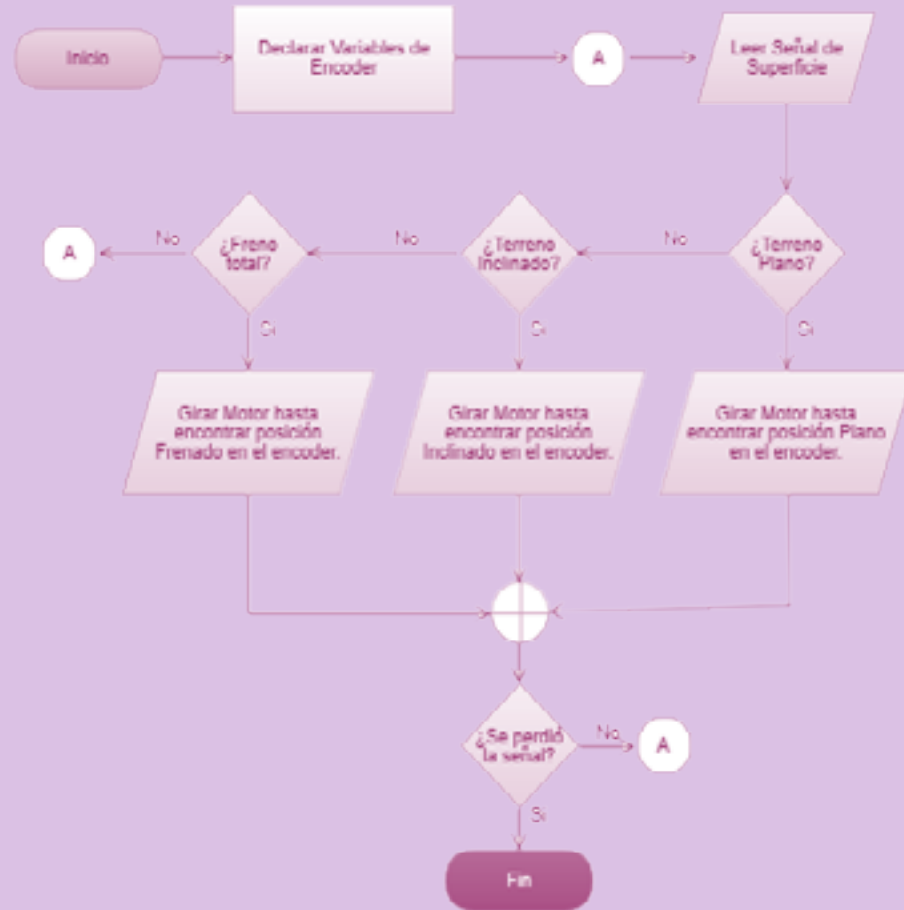 Inicio
Declarar Variables de
Encoder
A
Leer Señal de
Superficie
A
No
¿Freno
total?
No
¿Terreno
Inclinado?
No
¿Terreno
Plano?
Si
Si
Si
Girar Motor hasta
encontrar posición
Frenado en el encoder.
Girar Motor hasta
encontrar posición
Inclinado en el encoder.
Girar Motor hasta
encontrar posición Plano
en el encoder.
¿Se perdió
la señal?
No
A
Si
Fin